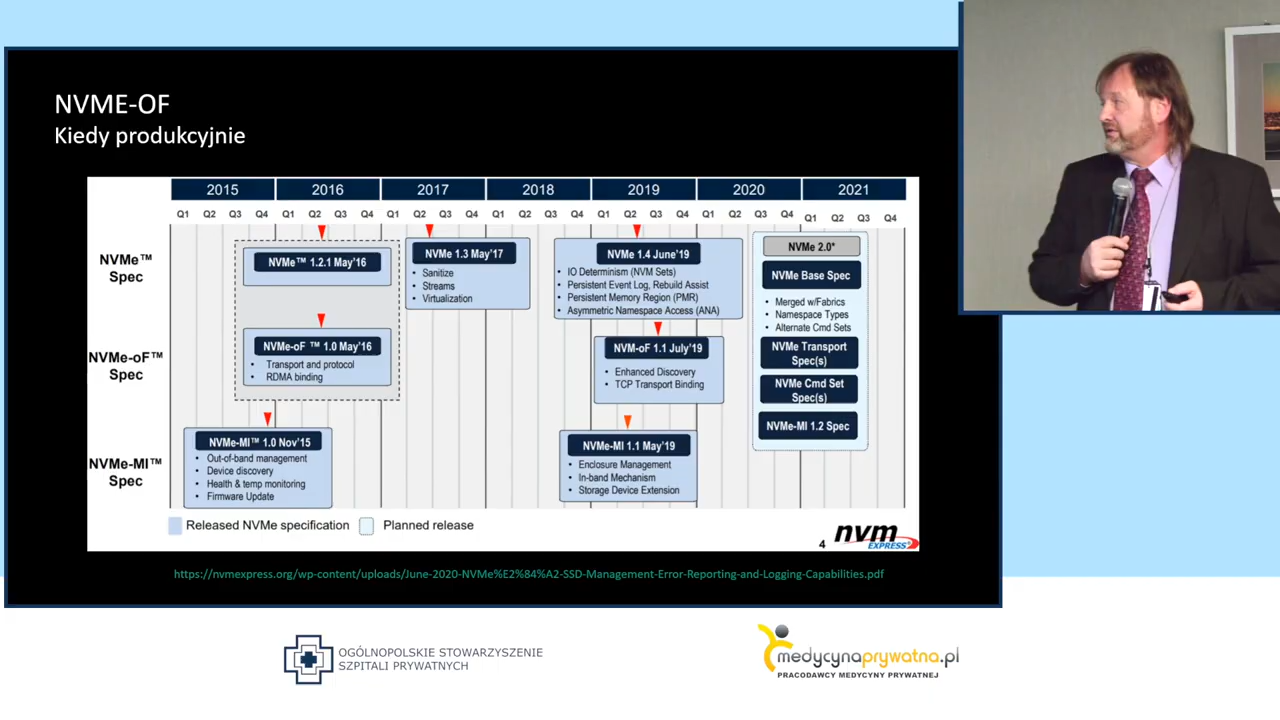 NVME-OF
Kiedy produkcyjnie
2015 2016 2017 2018 2019 2020 2021
Q1 Q2 Q3 Q4 Q1 Q2 Q3 Q4 Q1 Q2 Q3 Q4 Q1 Q2 Q3 Q4 Q1 Q2 Q3 Q4 Q1 Q2 Q3 Q4 Q1 Q2 Q3 Q4
NVMe™
Spec
NVMe™ 1.2.1 May'16
NVMe 1.3 May'17
• Sanitize
• Streams
• Virtualization
NVMe 1.4 June'19
• IO Determism (NVM Sets)
• Persistent Event Log, Rebuild Assist
• Persistent Memory Region (PMR)
• Asymmetric Namespace Access (ANA)
NVMe 2.0*
NVMe Base Spec
• Merged w/Fabrics
• Namespace Types
• Alternate Cmd Sets
NVMe Transport
Spec(s)
NVMe Cmd Set
Spec(s)
NVMe-MI 1.2 Spec
NVMe-oF™
Spec
NVMe-oF ™ 1.0 May'16
• Transport and protocol
• RDMA binding
NVM-oF 1.1 July'19
• Enhanced Discovery
• TCP Transport Binding
NVMe-MI™
Spec
NVMe-MI™ 1.0 Nov'15
• Out-of-band management
• Device discovery
• Health & temp monitoring
• Firmware Update
NVMe-MI 1.1 May'19
• Enclosure Management
• In-band Mechanism
• Storage Device Extension
Released NVMe specification
Planned release
4
nvm
EXPRESS
https://nvmexpress.org/wp-content/uploads/June-2020-NVMe%E2%84%A2-SSD-Management-Error-Reporting-and-Logging-Capabilities.pdf
OGÓLNOPOLSKIE STOWARZYSZENIE
SZPITALI PRYWATNYCH
medycynaprywatna.pl
PRACODAWCY MEDYCYNY PRYWATNEJ